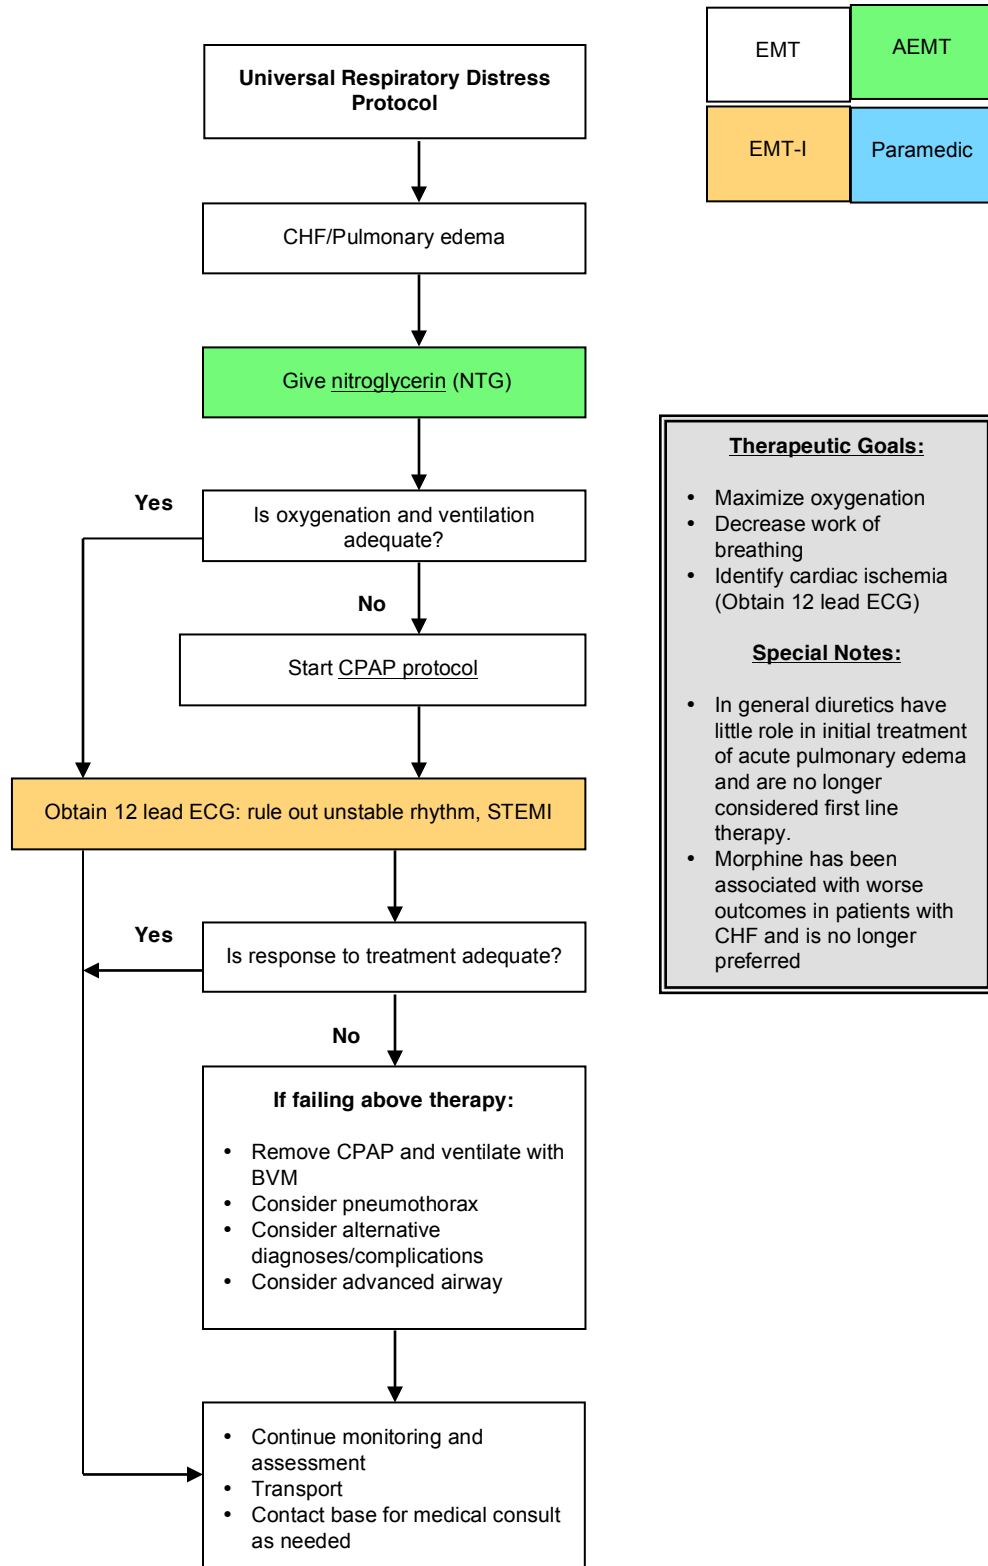 EMT
AEMT
EMT-I
Paramedic
Universal Respiratory Distress
Protocol
CHF/Pulmonary edema
Give nitroglycerin (NTG)
Yes
Is oxygenation and ventilation
adequate?
No
Start CPAP protocol
Obtain 12 lead ECG: rule out unstable rhythm, STEMI
Yes
Is response to treatment adequate?
No
If failing above therapy:
• Remove CPAP and ventilate with
BVM
• Consider pneumothorax
• Consider alternative
diagnoses/complications
• Consider advanced airway
• Continue monitoring and
assessment
• Transport
• Contact base for medical consult
as needed
Therapeutic Goals:
• Maximize oxygenation
• Decrease work of
breathing
• Identify cardiac ischemia
(Obtain 12 lead ECG)
Special Notes:
• In general diuretics have
little role in initial treatment
of acute pulmonary edema
and are no longer
considered first line
therapy.
• Morphine has been
associated with worse
outcomes in patients with
CHF and is no longer
preferred